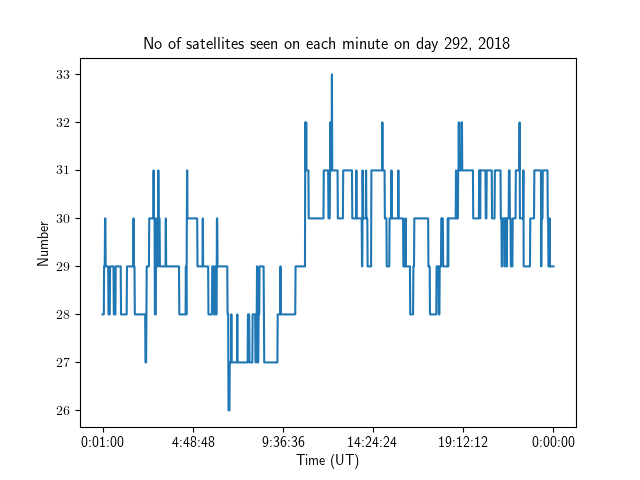 No of satellites seen on each minute on day 292, 2018
33
32
31
30
29
28
27
26
Number
0:01:00 4:48:48 9:36:36 14:24:24 19:12:12 0:00:00
Time (UT)